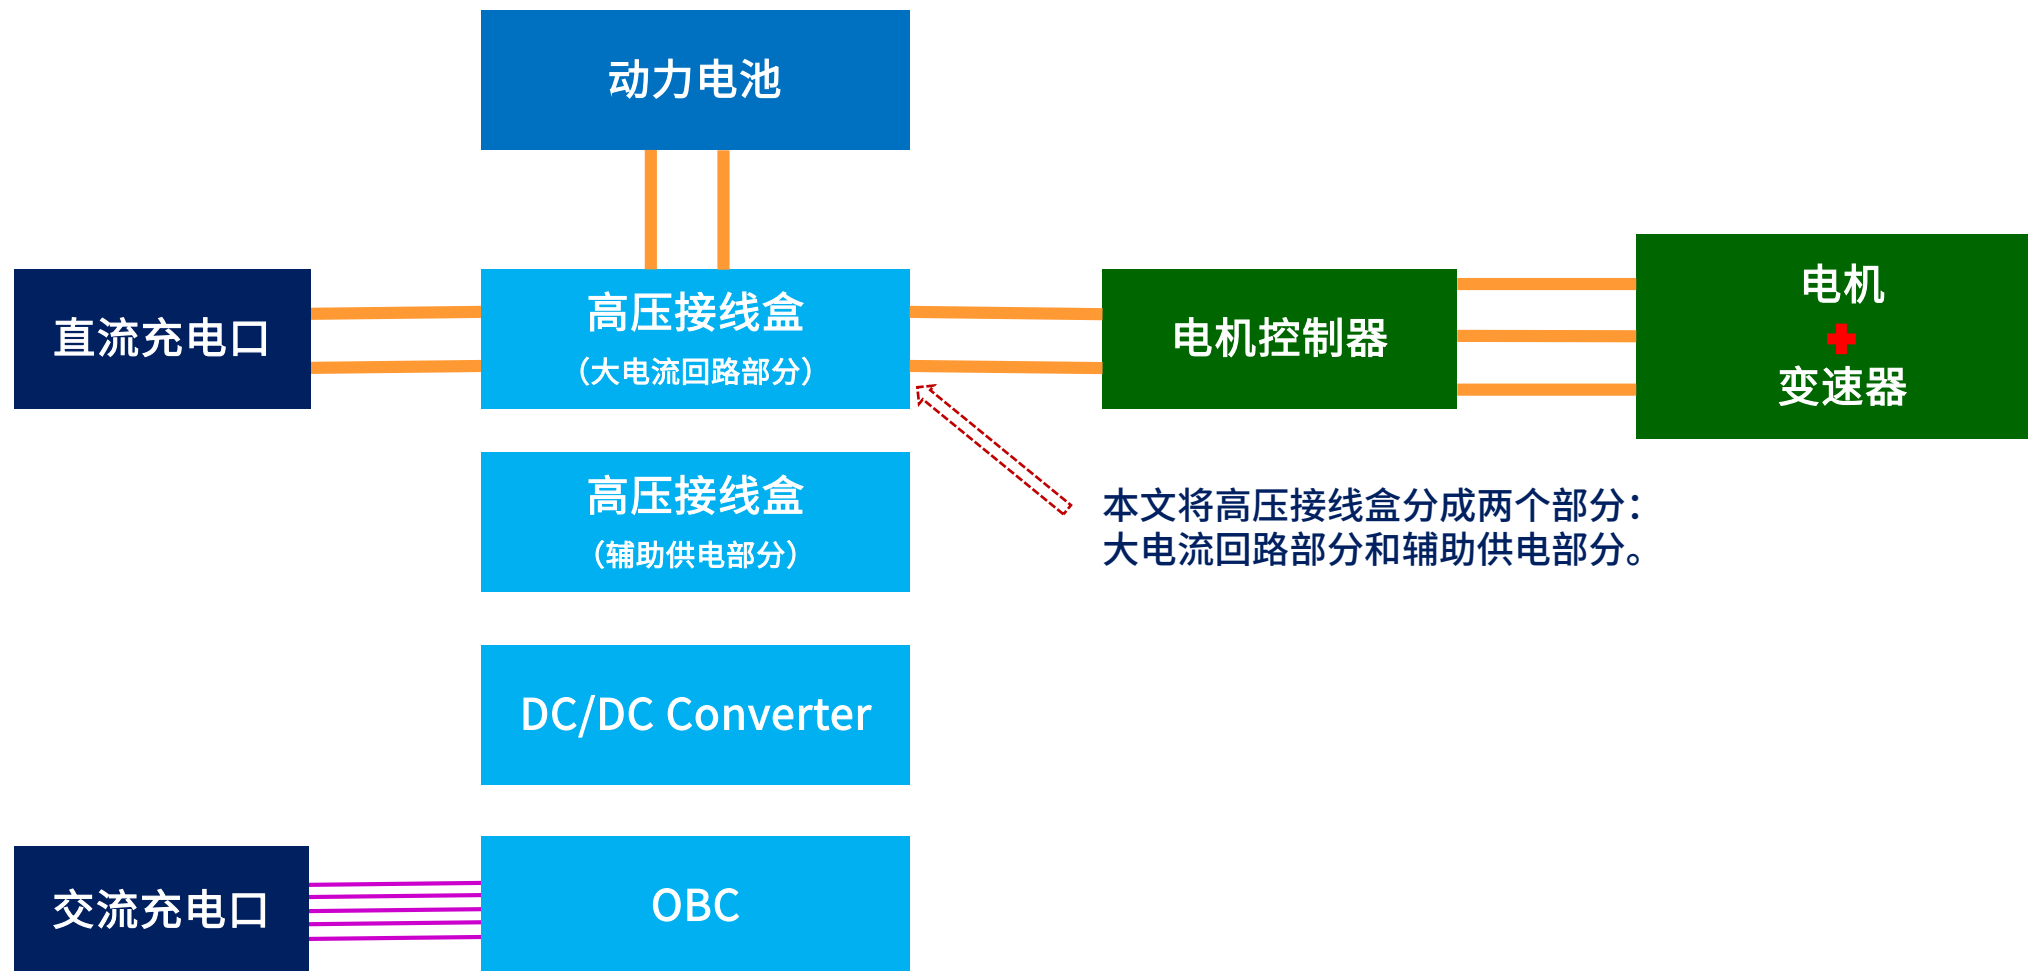 动力电池
直流充电口
高压接线盒
（大电流回路部分）
电机控制器
电机
变速器
高压接线盒
（辅助供电部分）
本文将高压接线盒分成两个部分：
大电流回路部分和辅助供电部分。
DC/DC Converter
交流充电口
OBC